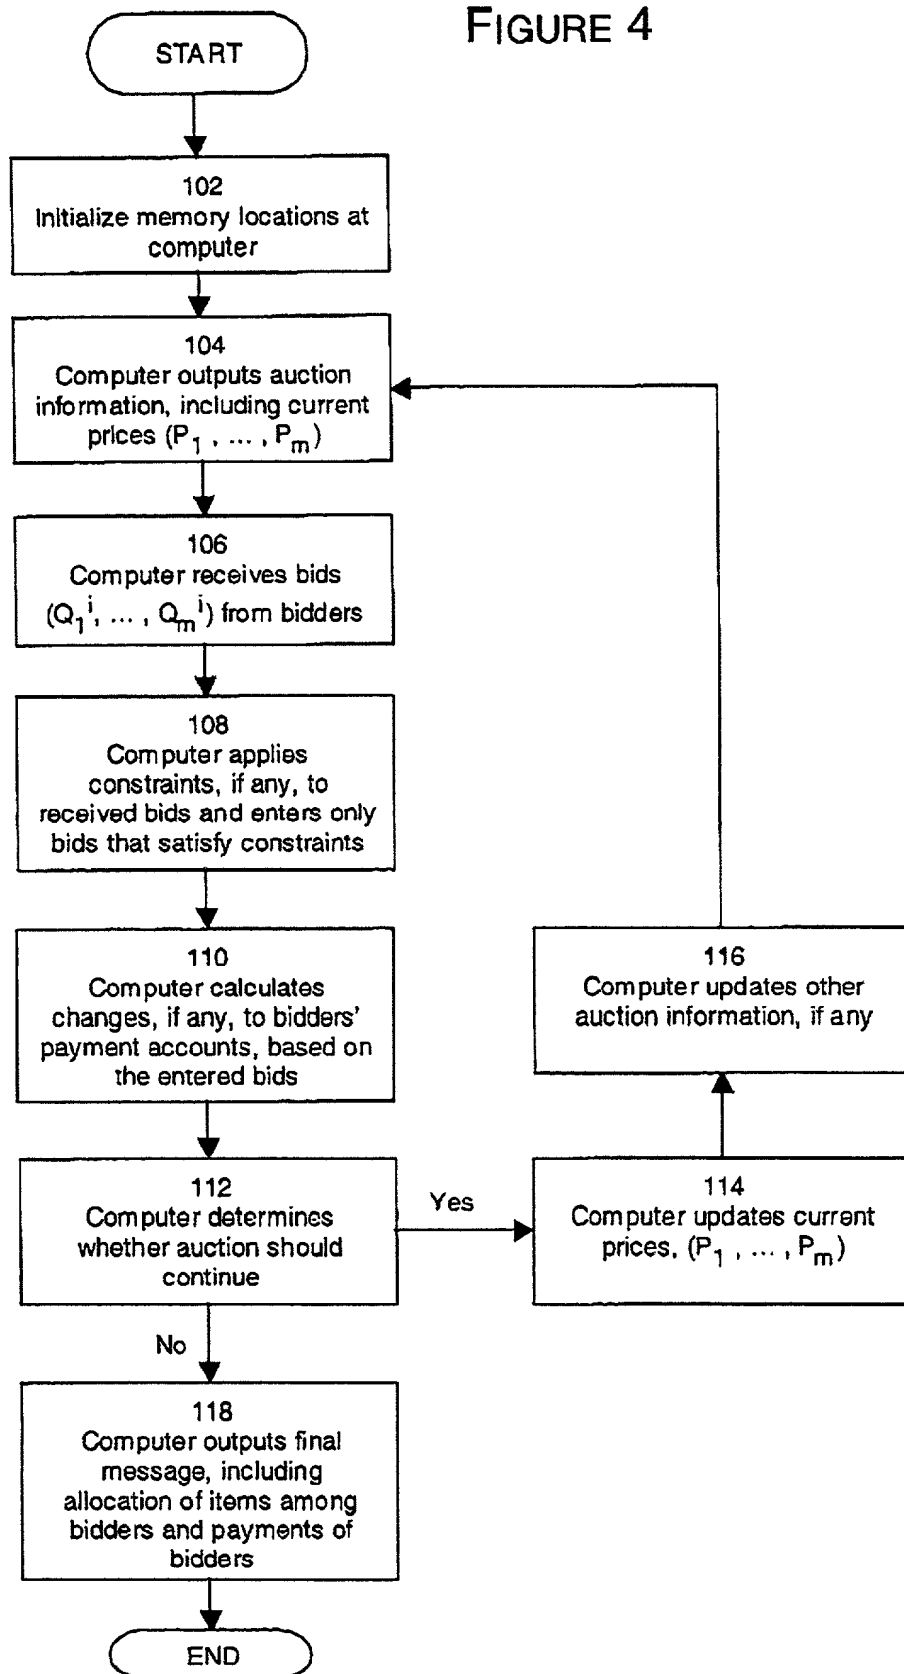 FIGURE 4
START
102
Initialize memory locations at
computer
104
Computer outputs auction
information, including current
prices (P₁ , ... , Pₘ)
106
Computer receives bids
(Q₁ⁱ, ... , Qₘⁱ) from bidders
108
Computer applies
constraints, if any, to
received bids and enters only
bids that satisfy constraints
110
Computer calculates
changes, if any, to bidders'
payment accounts, based on
the entered bids
116
Computer updates other
auction information, if any
112
Computer determines
whether auction should
continue
Yes
114
Computer updates current
prices, (P₁ , ... , Pₘ)
No
118
Computer outputs final
message, including
allocation of items among
bidders and payments of
bidders
END